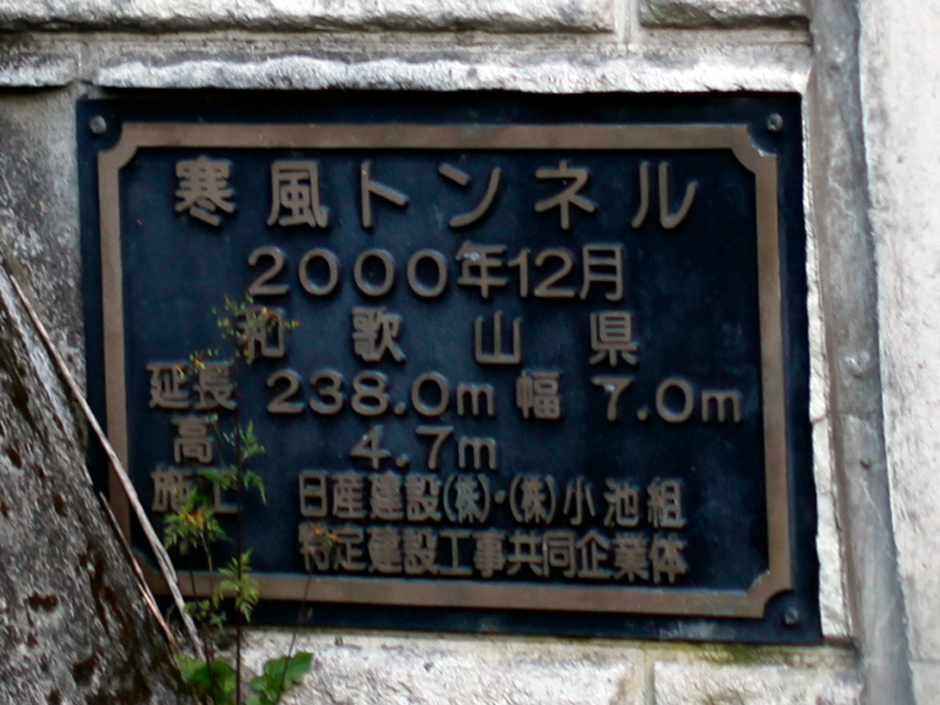 寒風トンネル
2000年12月
和歌山県
延長 238.0m 幅 7.0m
高 4.7m
施工 日産建設(株)・(株)小池組
特定建設工事共同企業体